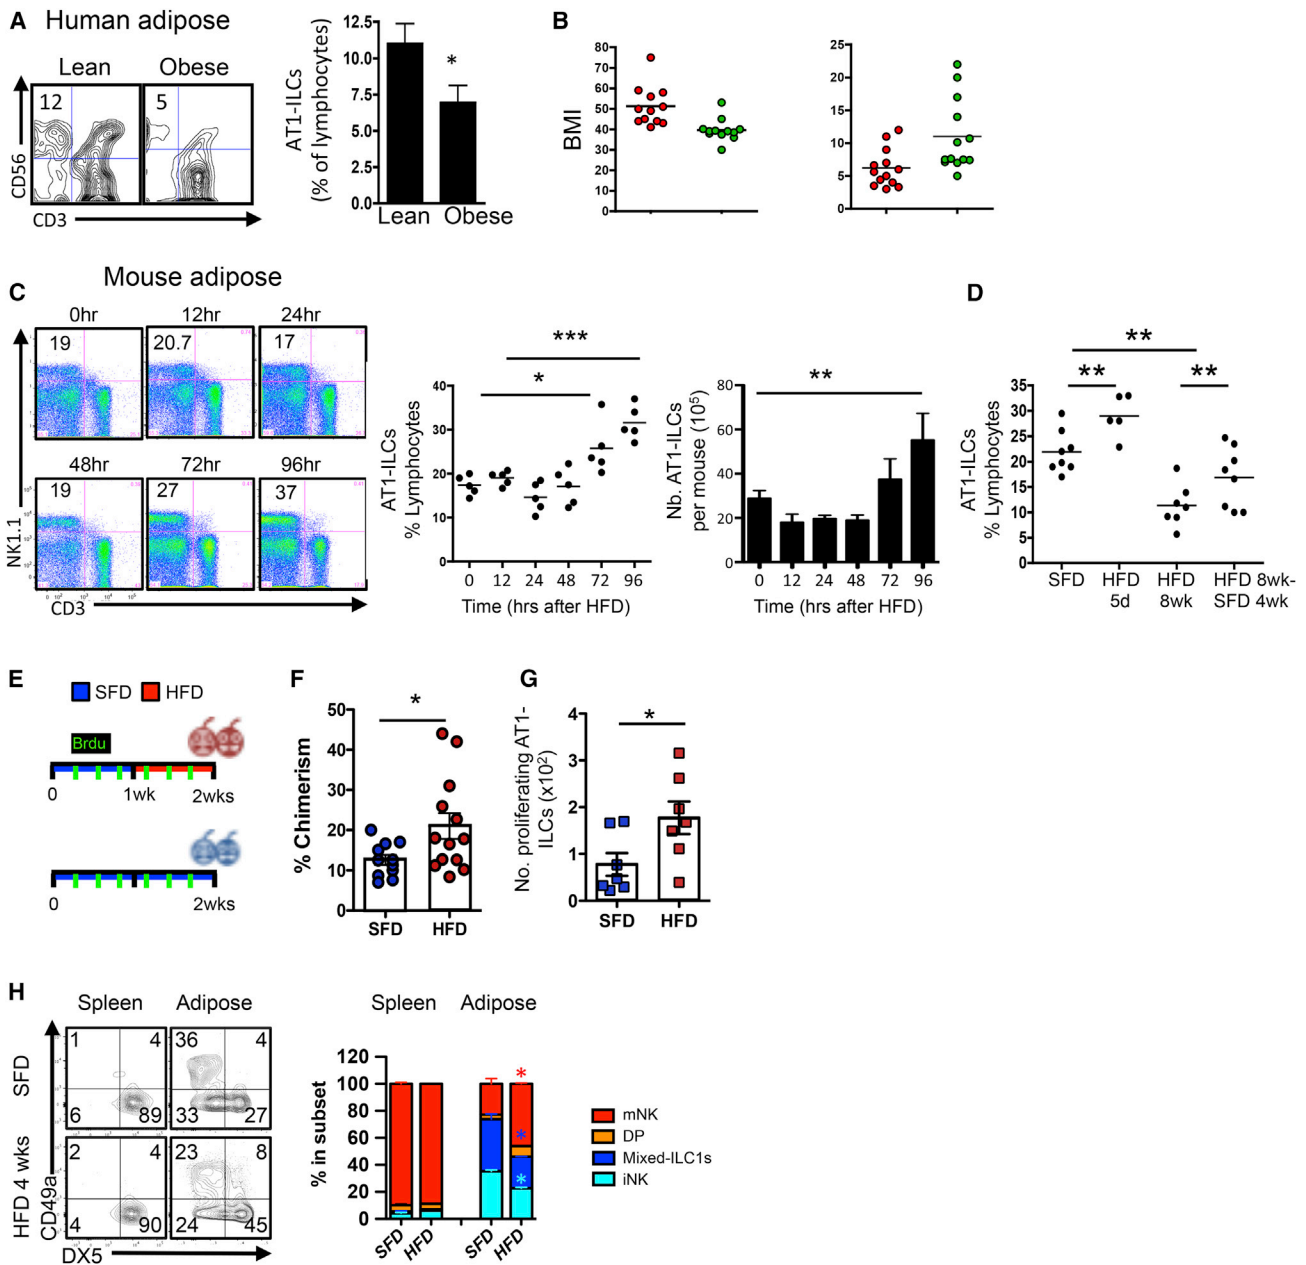 A Human adipose
Lean Obese
12 5
CD56
CD3
AT1-ILCs
(% of lymphocytes)
12.5
10.0
7.5
5.0
2.5
0.0
*
Lean Obese
B
BMI
80
70
60
50
40
30
20
10
0
25
20
15
10
5
0
C Mouse adipose
0hr 12hr 24hr
19 20.7 17
48hr 72hr 96hr
19 27 37
NK1.1
CD3
AT1-ILCs
% Lymphocytes
40
30
20
10
0
* ***
0 12 24 48 72 96
Time (hrs after HFD)
Nb. AT1-ILCs
per mouse (10⁵)
80
60
40
20
0
**
0 12 24 48 72 96
Time (hrs after HFD)
D
AT1-ILCs
% Lymphocytes
35
30
25
20
15
10
5
0
**
** **
SFD HFD HFD HFD 8wk-
5d 8wk SFD 4wk
E
SFD HFD
Brdu
0 1wk 2wks
0 2wks
F
% Chimerism
50
40
30
20
10
0
*
SFD HFD
G
No. proliferating AT1-
ILCs (x10²)
4
3
2
1
0
*
SFD HFD
H
Spleen Adipose
SFD
1 4 36 4
6 89 33 27
HFD 4 wks
2 4 23 8
4 90 24 45
CD49a
DX5
Spleen Adipose
% in subset
120
100
80
60
40
20
0
*
*
*
SFD HFD SFD HFD
mNK
DP
Mixed-ILC1s
iNK